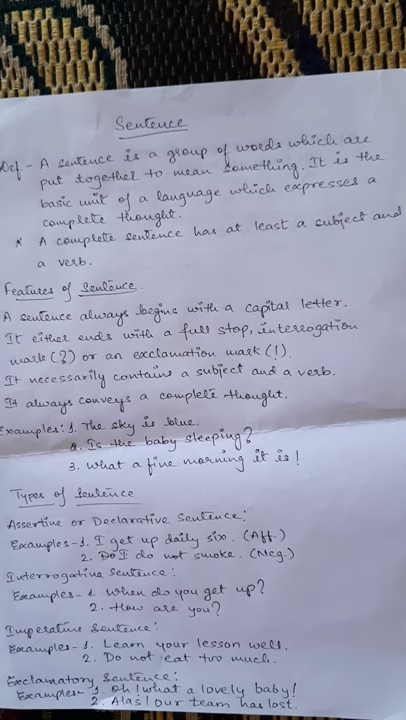 Sentence
Def.- A sentence is a group of words which are
put together to mean something. It is the
basic unit of a language which expresses a
complete thought.
* A complete sentence has at least a subject and
a verb.
Features of Sentence.
A sentence always begins with a capital letter.
It either ends with a full stop, interrogation
mark (?) or an exclamation mark (!).
It necessarily contains a subject and a verb.
It always conveys a complete thought.
Examples: 1. The sky is blue.
2. Is the baby sleeping?
3. What a fine morning it is!
Types of Sentence
Assertive or Declarative Sentence:
Examples-1. I get up daily six. (Aff.)
2. Do I do not smoke. (Neg.)
Interrogative Sentence:
Examples- 1. When do you get up?
2. How are you?
Imperative Sentence:
Examples- 1. Learn your lesson well.
2. Do not eat too much.
Exclamatory Sentence:
Examples- 1. Oh! what a lovely baby!
2. Alas! Our team has lost.